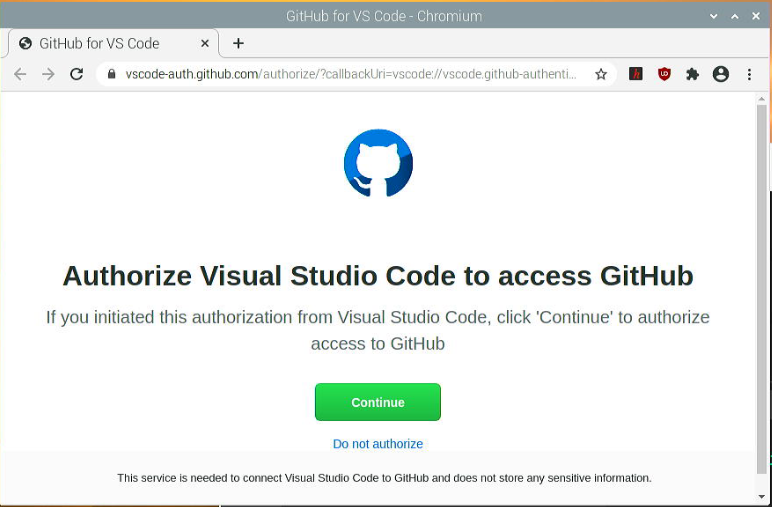 GitHub for VS Code - Chromium
GitHub for VS Code
vscode-auth.github.com/authorize/?callbackUri=vscode://vscode.github-authenti...
Authorize Visual Studio Code to access GitHub
If you initiated this authorization from Visual Studio Code, click 'Continue' to authorize
access to GitHub
Continue
Do not authorize
This service is needed to connect Visual Studio Code to GitHub and does not store any sensitive information.